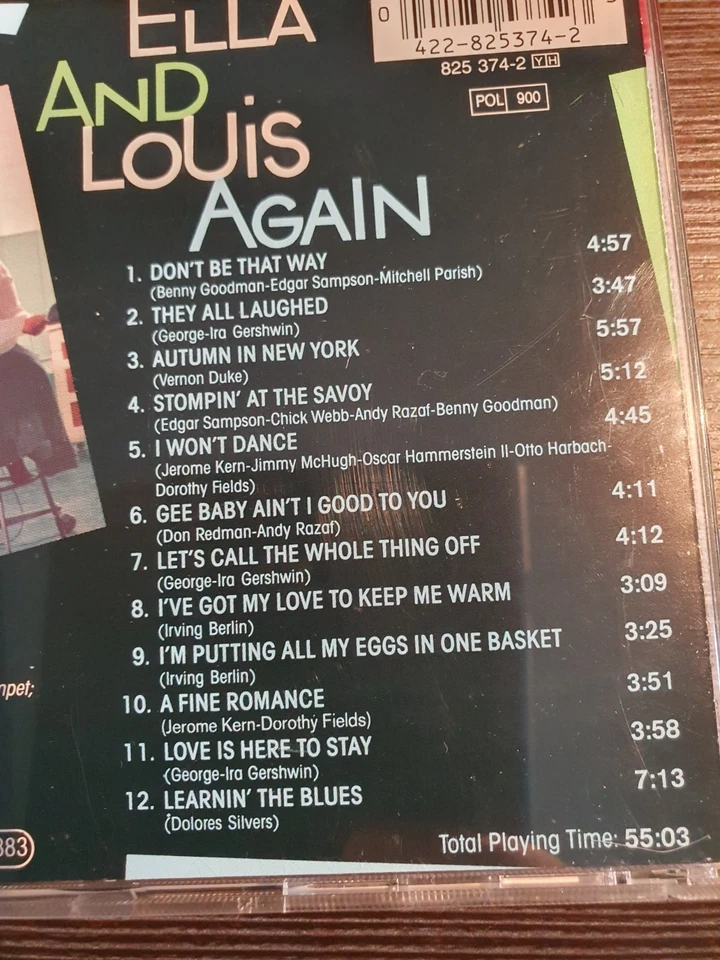 ELLA
AND
LOUiS
AGAIN
0
422-825374-2
825 374-2 YH
POL 900
1. DON'T BE THAT WAY 4:57
(Benny Goodman-Edgar Sampson-Mitchell Parish)
2. THEY ALL LAUGHED 3:47
(George-Ira Gershwin)
3. AUTUMN IN NEW YORK 5:57
(Vernon Duke)
4. STOMPIN' AT THE SAVOY 5:12
(Edgar Sampson-Chick Webb-Andy Razaf-Benny Goodman)
5. I WON'T DANCE 4:45
(Jerome Kern-Jimmy McHugh-Oscar Hammerstein II-Otto Harbach-
Dorothy Fields)
6. GEE BABY AIN'T I GOOD TO YOU 4:11
(Don Redman-Andy Razaf)
7. LET'S CALL THE WHOLE THING OFF 4:12
(George-Ira Gershwin)
8. I'VE GOT MY LOVE TO KEEP ME WARM 3:09
(Irving Berlin)
9. I'M PUTTING ALL MY EGGS IN ONE BASKET 3:25
(Irving Berlin)
10. A FINE ROMANCE 3:51
(Jerome Kern-Dorothy Fields)
11. LOVE IS HERE TO STAY 3:58
(George-Ira Gershwin)
12. LEARNIN' THE BLUES 7:13
(Dolores Silvers)
Total Playing Time: 55:03
mpet;
383